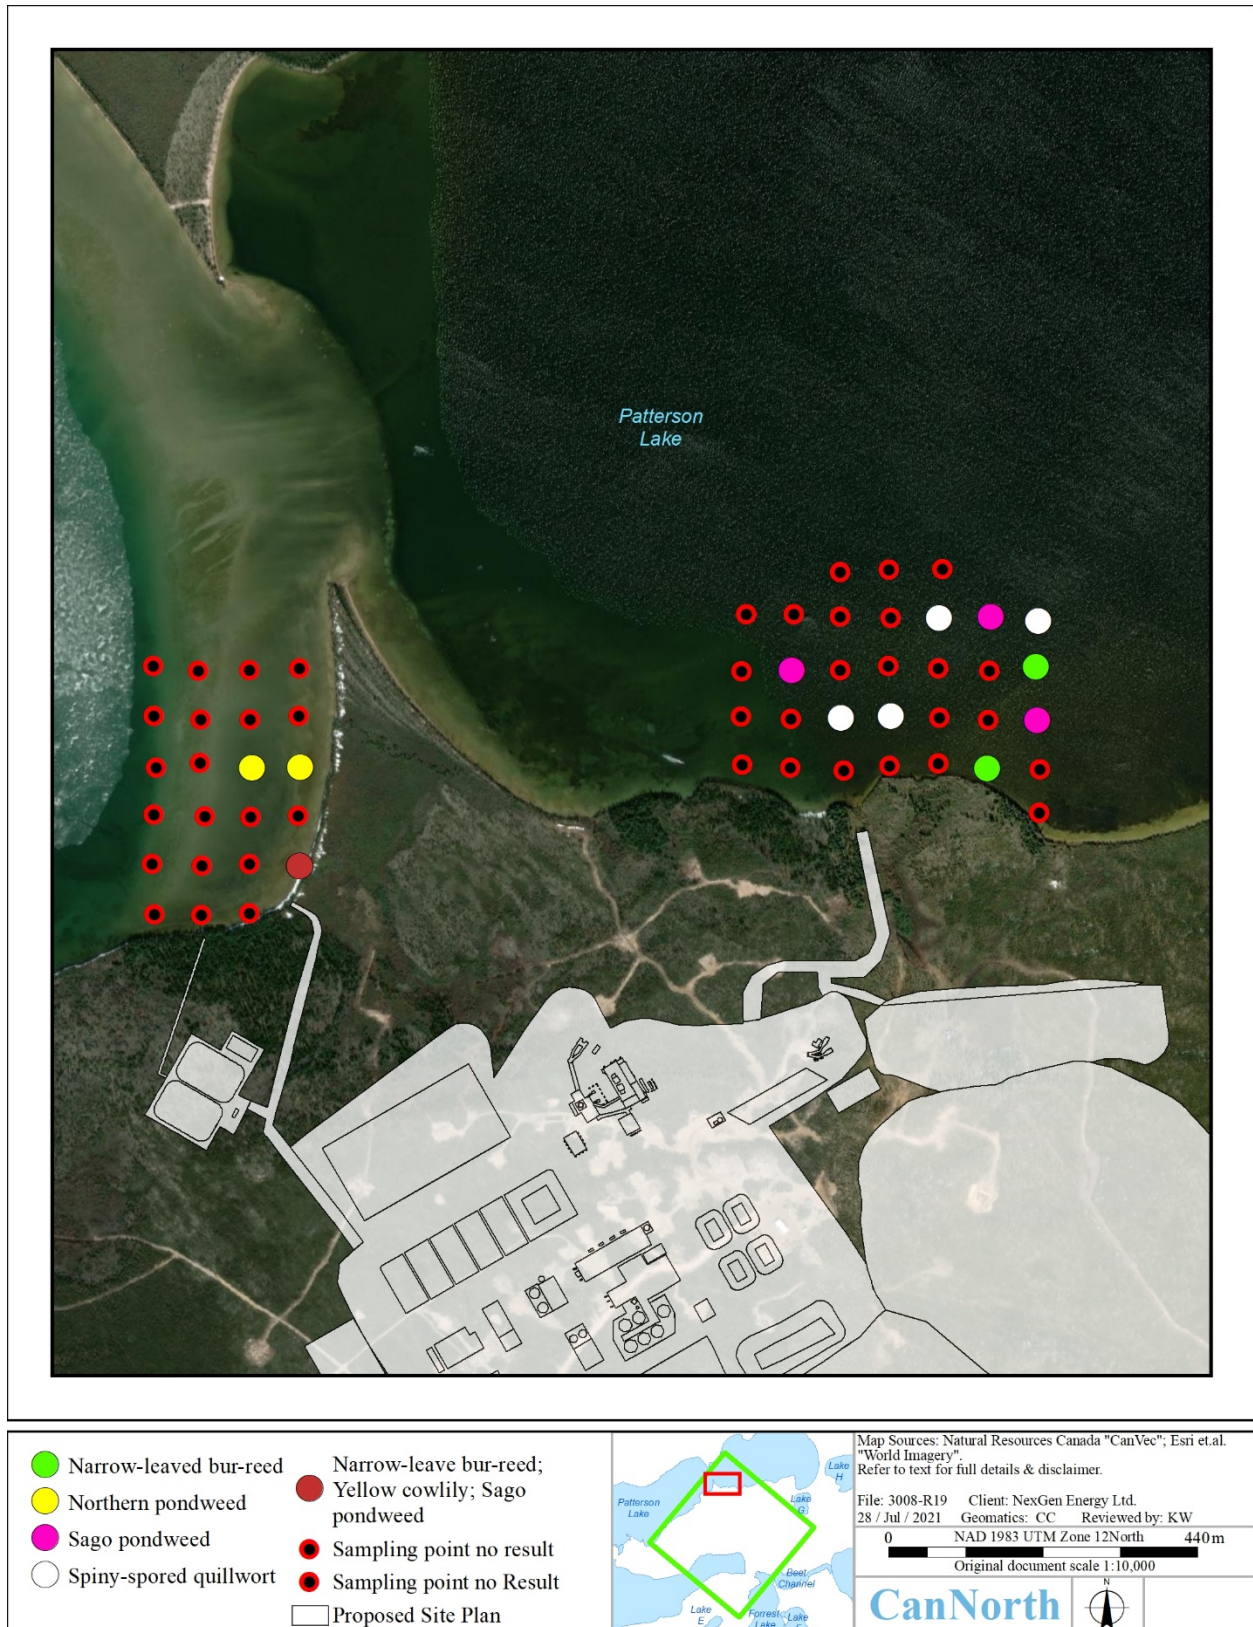 Patterson
Lake
Narrow-leaved bur-reed
Northern pondweed
Sago pondweed
Spiny-spored quillwort
Narrow-leave bur-reed;
Yellow cowlily; Sago
pondweed
Sampling point no result
Sampling point no Result
Proposed Site Plan
Patterson
Lake
Lake
H
Lake
G
Beet
Channel
Lake
E
Forrest
Lake
Lake
Map Sources: Natural Resources Canada "CanVec"; Esri et.al.
"World Imagery".
Refer to text for full details & disclaimer.
File: 3008-R19 Client: NexGen Energy Ltd.
28 / Jul / 2021 Geomatics: CC Reviewed by: KW
0 NAD 1983 UTM Zone 12North 440 m
Original document scale 1:10,000
CanNorth
N